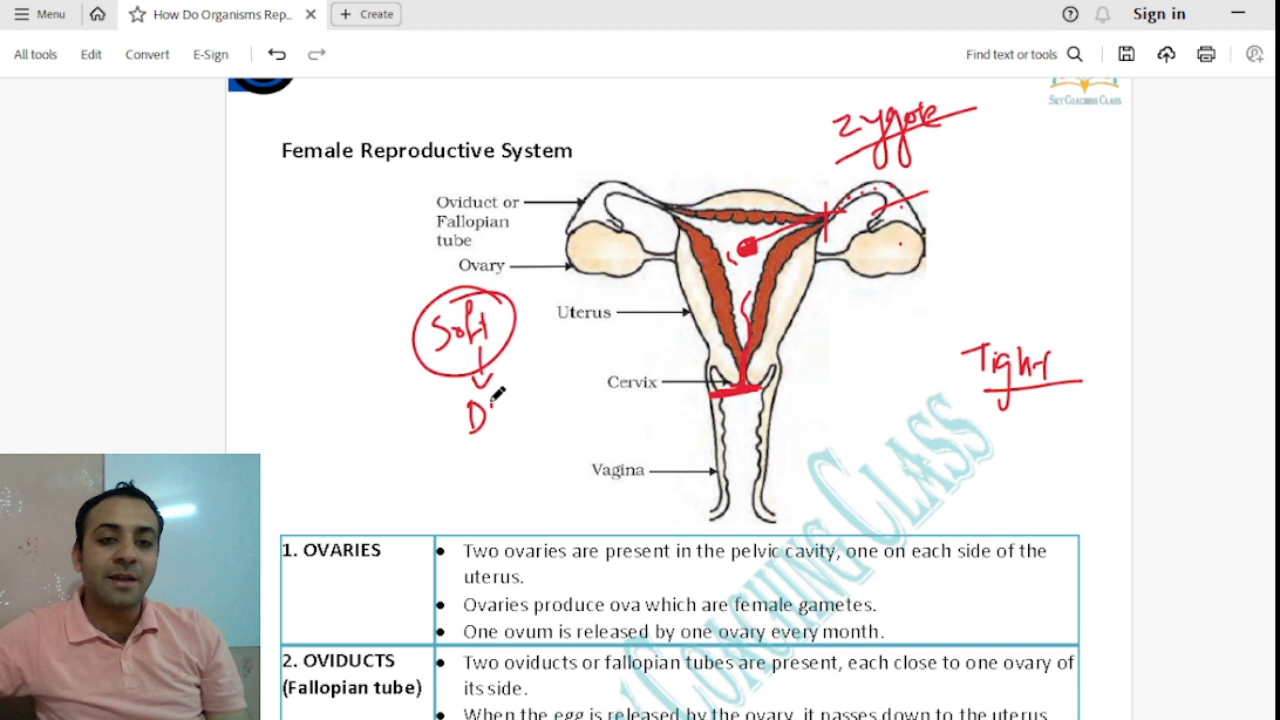 Menu
How Do Organisms Rep...
Create
Sign in
All tools Edit Convert E-Sign
Find text or tools
SKY COACHING CLASS
Zygote
Female Reproductive System
Oviduct or
Fallopian
tube
Ovary
Soft
Uterus
Tight
Cervix
D
Vagina
1. OVARIES
Two ovaries are present in the pelvic cavity, one on each side of the
uterus.
Ovaries produce ova which are female gametes.
One ovum is released by one ovary every month.
2. OVIDUCTS
(Fallopian tube)
Two oviducts or fallopian tubes are present, each close to one ovary of
its side.
When the egg is released by the ovary, it passes down to the uterus
COACHING CLASS